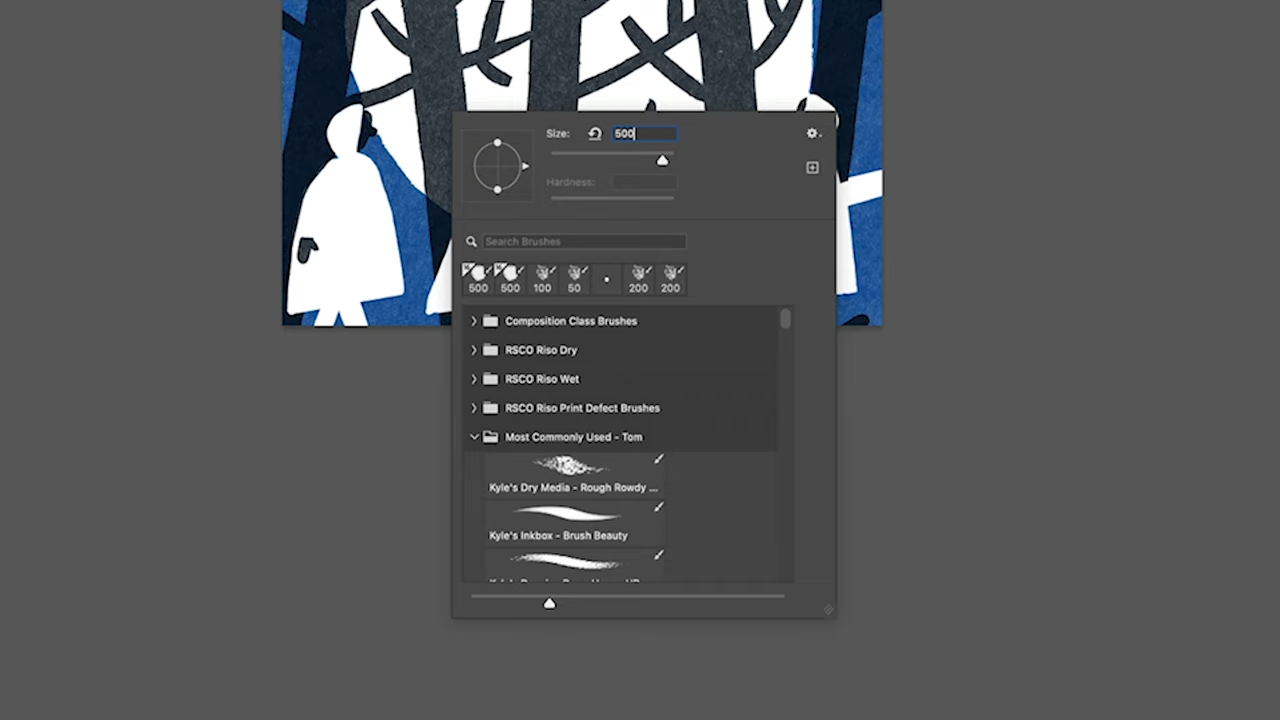 Size: 500
Hardness:
Search Brushes
500 500 100 50 200 200
Composition Class Brushes
RSCO Riso Dry
RSCO Riso Wet
RSCO Riso Print Defect Brushes
Most Commonly Used - Tom
Kyle's Dry Media - Rough Rowdy ...
Kyle's Inkbox - Brush Beauty